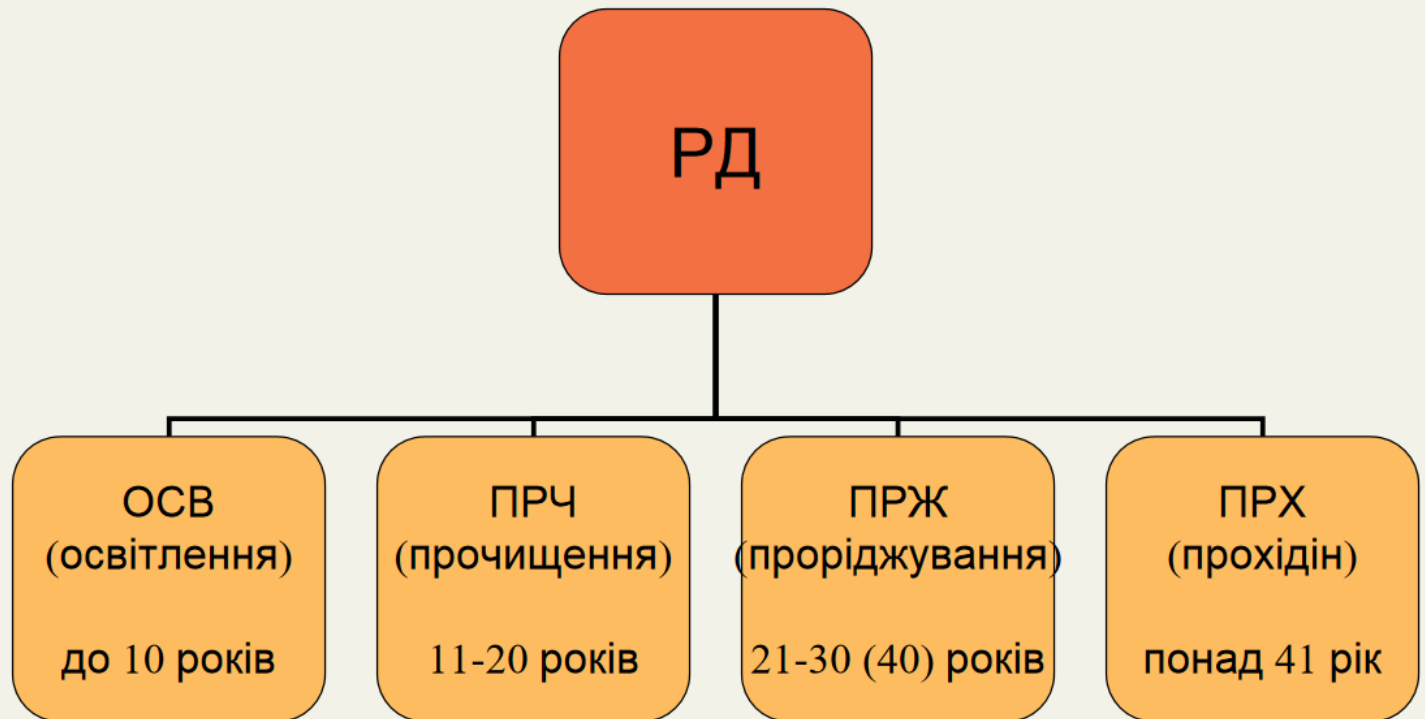 РД
ОСВ
(освітлення)
до 10 років
ПРЧ
(прочищення)
11-20 років
ПРЖ
(проріджування)
21-30 (40) років
ПРХ
(прохідін)
понад 41 рік